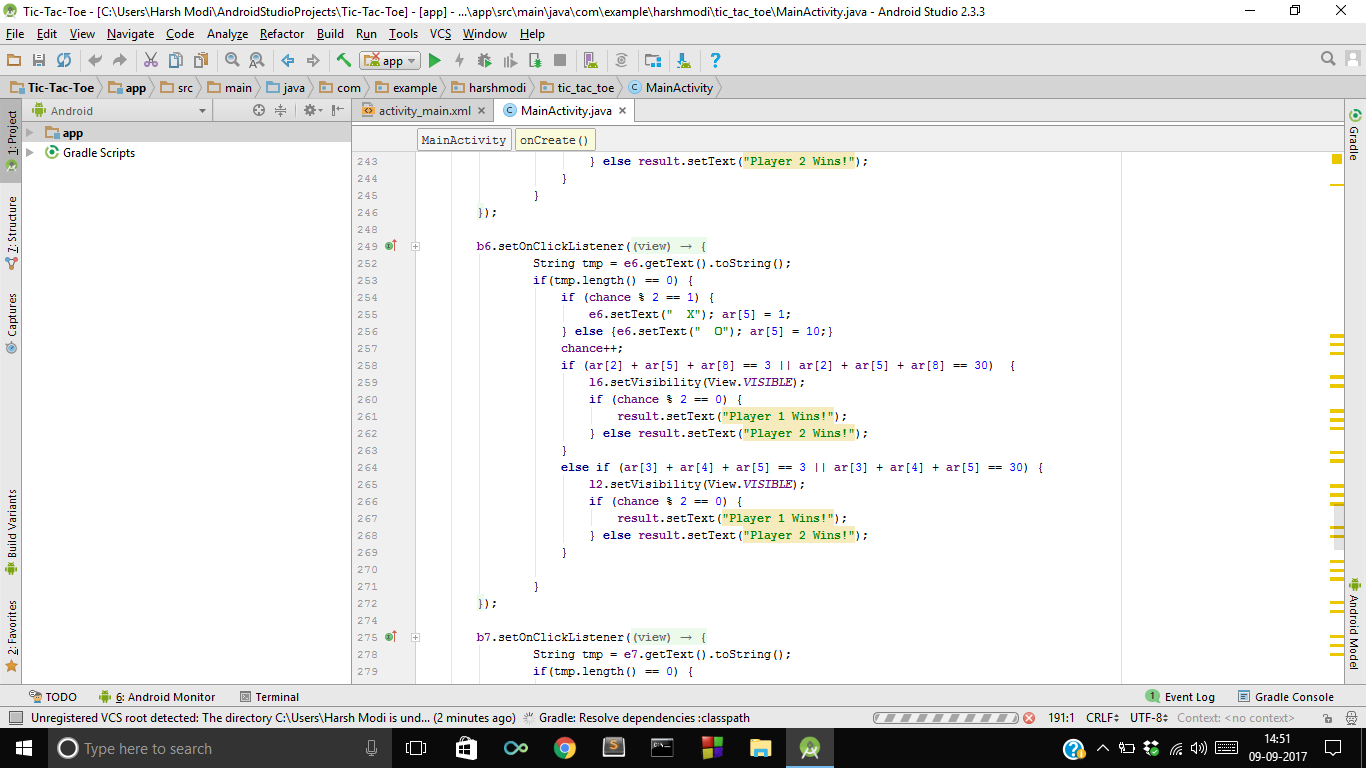 Tic-Tac-Toe - [C:\Users\Harsh Modi\AndroidStudioProjects\Tic-Tac-Toe] - [app] - ...\app\src\main\java\com\example\harshmodi\tic_tac_toe\MainActivity.java - Android Studio 2.3.3
File Edit View Navigate Code Analyze Refactor Build Run Tools VCS Window Help
app
Tic-Tac-Toe app src main java com example harshmodi tic_tac_toe MainActivity
1: Project
7: Structure
Captures
Build Variants
2: Favorites
Android
app
Gradle Scripts
activity_main.xml MainActivity.java
MainActivity onCreate()
243 } else result.setText("Player 2 Wins!");
244 }
245 }
246 });
248
249 b6.setOnClickListener((view) → {
252 String tmp = e6.getText().toString();
253 if(tmp.length() == 0) {
254 if (chance % 2 == 1) {
255 e6.setText("  X"); ar[5] = 1;
256 } else {e6.setText("  O"); ar[5] = 10;}
257 chance++;
258 if (ar[2] + ar[5] + ar[8] == 3 || ar[2] + ar[5] + ar[8] == 30)  {
259 l6.setVisibility(View.VISIBLE);
260 if (chance % 2 == 0) {
261 result.setText("Player 1 Wins!");
262 } else result.setText("Player 2 Wins!");
263 }
264 else if (ar[3] + ar[4] + ar[5] == 3 || ar[3] + ar[4] + ar[5] == 30) {
265 l2.setVisibility(View.VISIBLE);
266 if (chance % 2 == 0) {
267 result.setText("Player 1 Wins!");
268 } else result.setText("Player 2 Wins!");
269 }
270
271 }
272 });
274
275 b7.setOnClickListener((view) → {
278 String tmp = e7.getText().toString();
279 if(tmp.length() == 0) {
Gradle
Android Model
TODO 6: Android Monitor Terminal 1 Event Log Gradle Console
Unregistered VCS root detected: The directory C:\Users\Harsh Modi is und... (2 minutes ago) Gradle: Resolve dependencies :classpath 191:1 CRLF UTF-8 Context: <no context>
Type here to search
14:51
09-09-2017